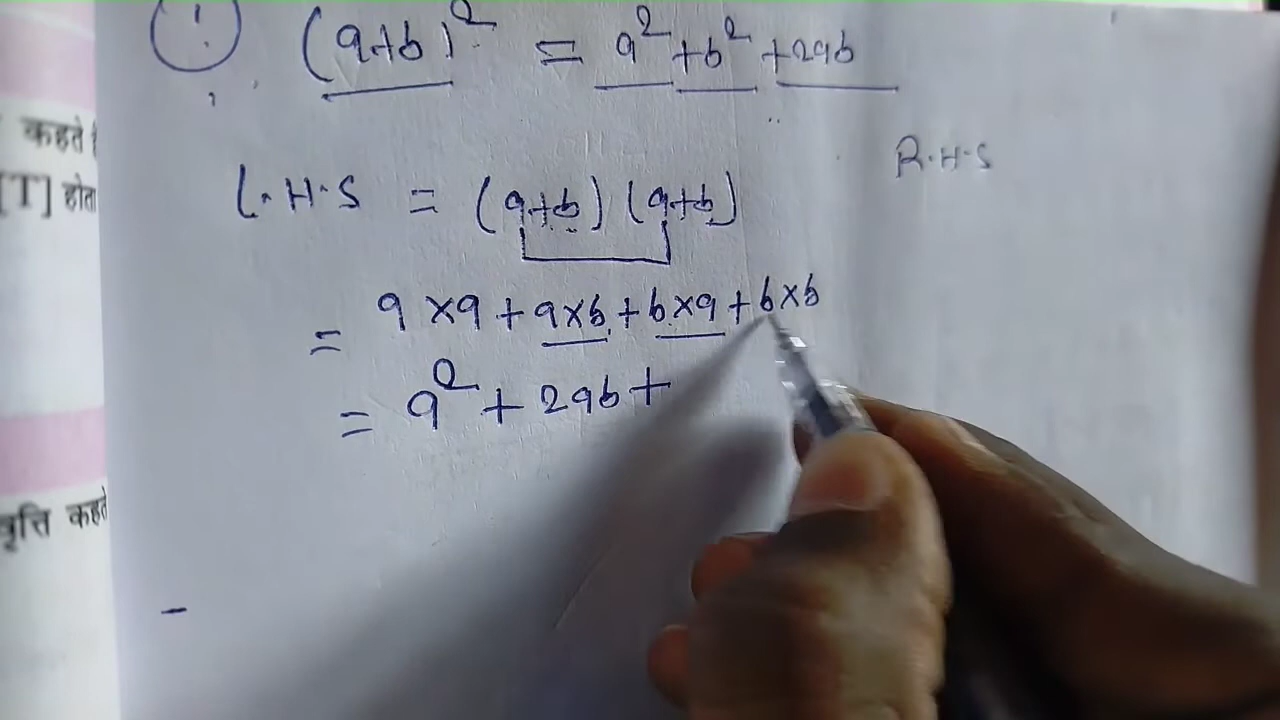 (1) (a+b)² = a² + b² + 2ab
कहते है
[T] होता
R.H.S
L.H.S = (a+b) (a+b)
= a×a + a×b + b×a + b×b
= a² + 2ab +
वृत्ति कहते
-